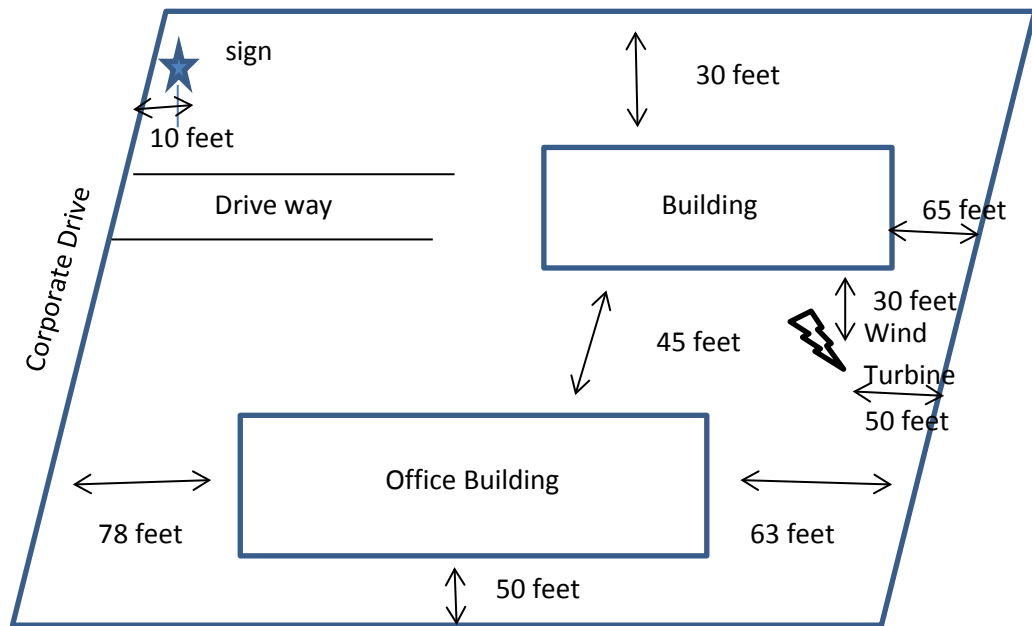 sign
30 feet
10 feet
Drive way
Building
65 feet
Corporate Drive
30 feet
Wind
45 feet
Turbine
50 feet
Office Building
78 feet
63 feet
50 feet